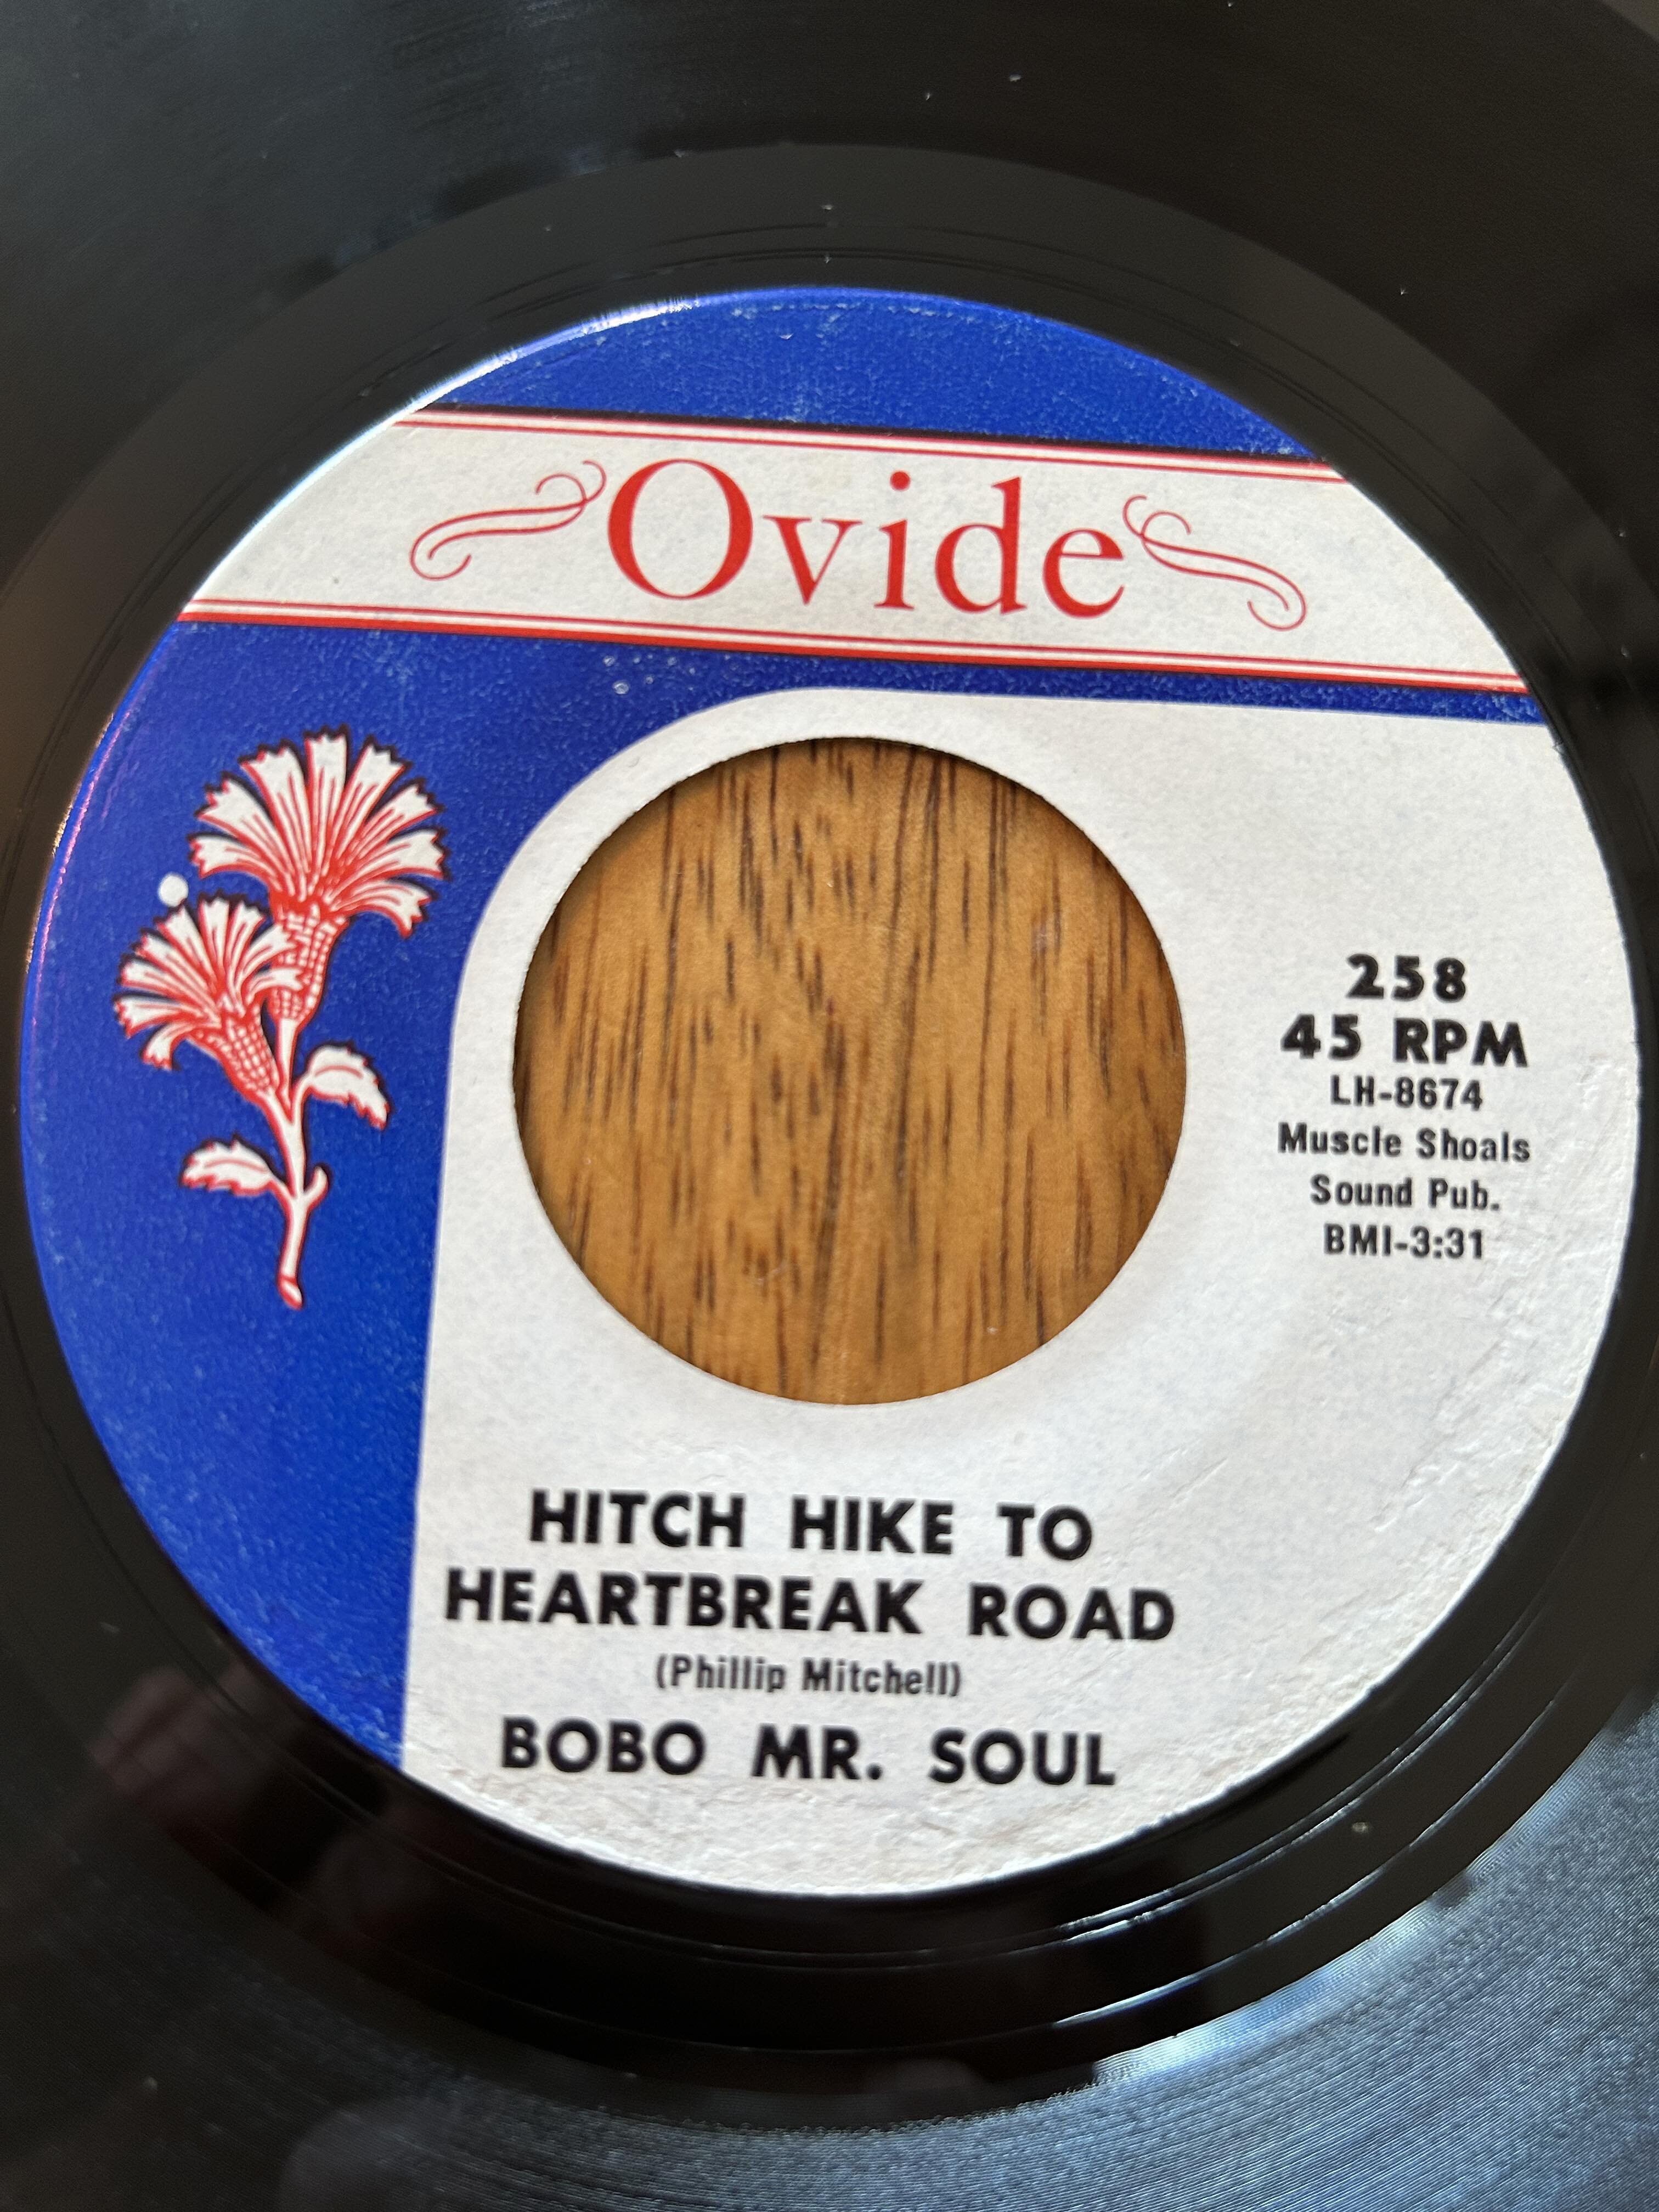 Ovide
258
45 RPM
LH-8674
Muscle Shoals
Sound Pub.
BMI-3:31
HITCH HIKE TO
HEARTBREAK ROAD
(Phillip Mitchell)
BOBO MR. SOUL